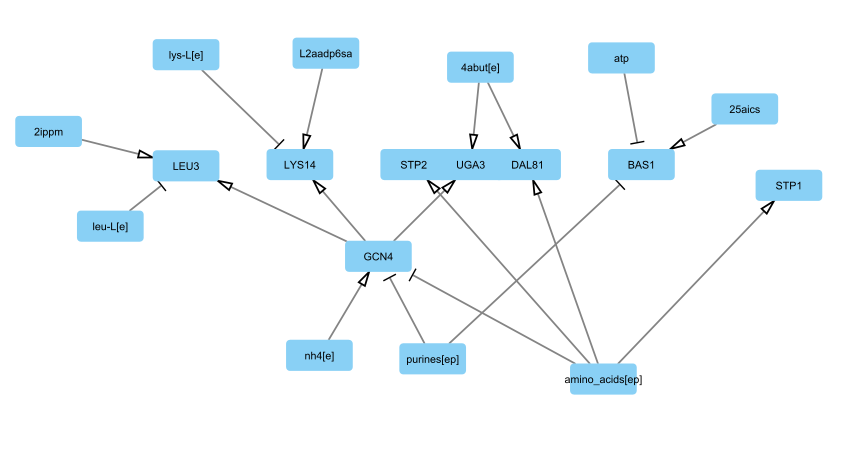 lys-L[e]
L2aadp6sa
4abut[e]
atp
25aics
2ippm
LEU3
LYS14
STP2 UGA3 DAL81
BAS1
STP1
leu-L[e]
GCN4
nh4[e]
purines[ep]
amino_acids[ep]